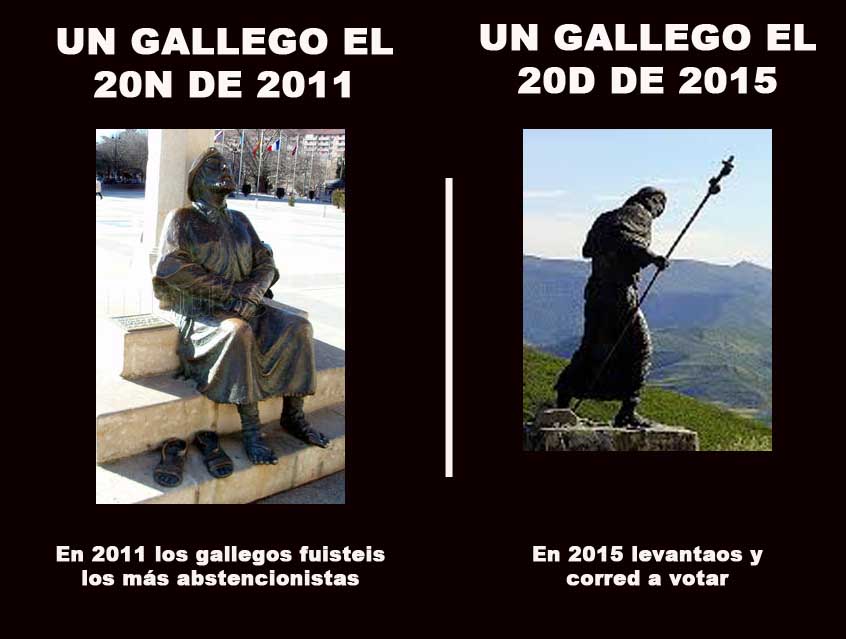 UN GALLEGO EL
20N DE 2011
UN GALLEGO EL
20D DE 2015
En 2011 los gallegos fuisteis
los más abstencionistas
En 2015 levantaos y
corred a votar